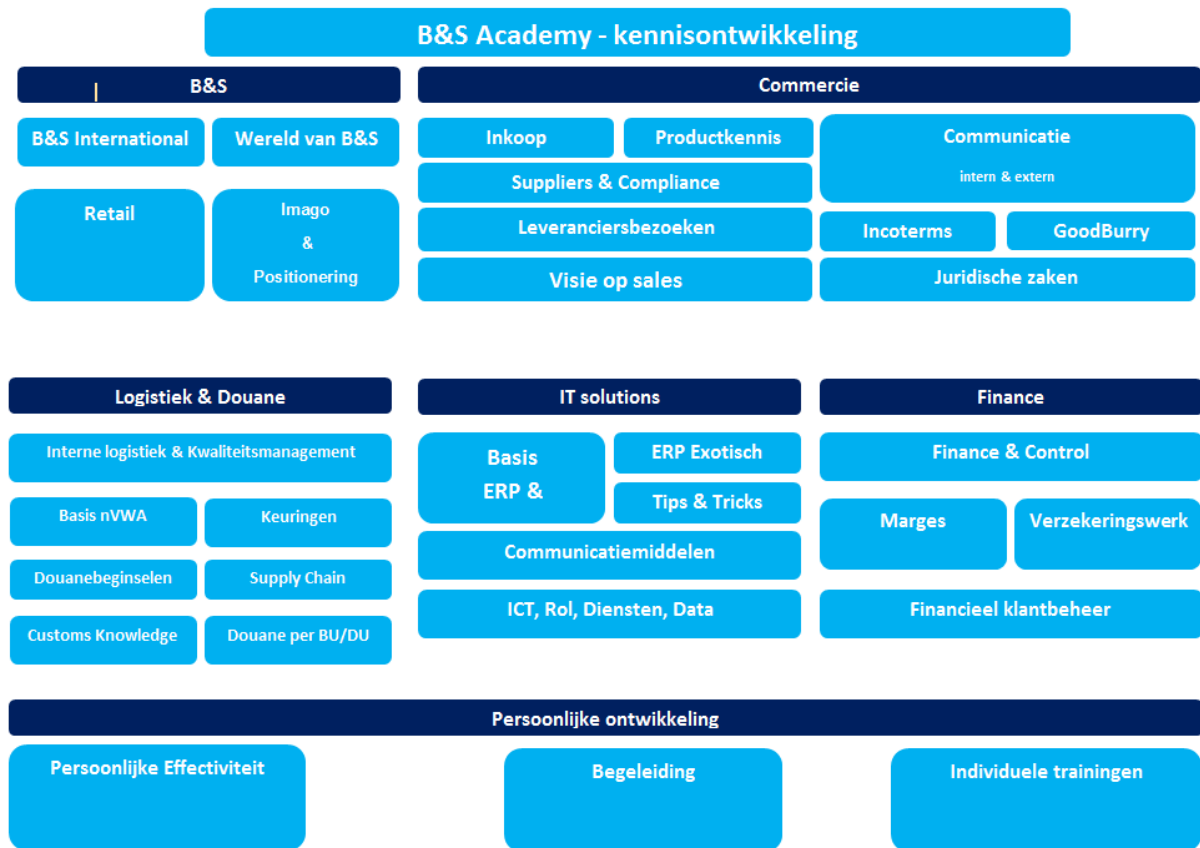 B&S Academy - kennisontwikkeling
B&S
B&S International
Wereld van B&S
Retail
Imago
&
Positionering
Commercie
Inkoop
Productkennis
Suppliers & Compliance
Leveranciersbezoeken
Visie op sales
Communicatie
intern & extern
Incoterms
GoodBurry
Juridische zaken
Logistiek & Douane
Interne logistiek & Kwaliteitsmanagement
Basis nVWA
Keuringen
Douanebeginselen
Supply Chain
Customs Knowledge
Douane per BU/DU
IT solutions
Basis
ERP &
ERP Exotisch
Tips & Tricks
Communicatiemiddelen
ICT, Rol, Diensten, Data
Finance
Finance & Control
Marges
Verzekeringswerk
Financieel klantbeheer
Persoonlijke ontwikkeling
Persoonlijke Effectiviteit
Begeleiding
Individuele trainingen